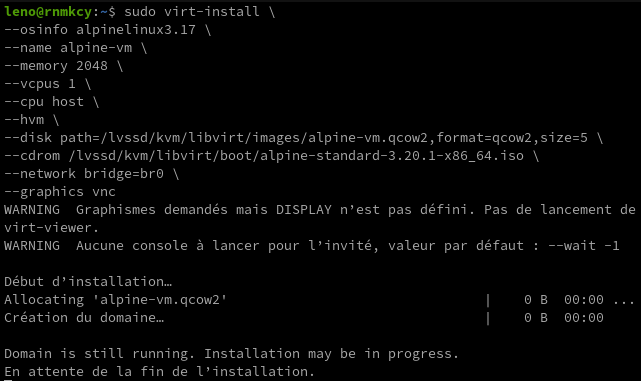 leno@rnmkcy:~$ sudo virt-install \
--osinfo alpinelinux3.17 \
--name alpine-vm \
--memory 2048 \
--vcpus 1 \
--cpu host \
--hvm \
--disk path=/lvssd/kvm/libvirt/images/alpine-vm.qcow2,format=qcow2,size=5 \
--cdrom /lvssd/kvm/libvirt/boot/alpine-standard-3.20.1-x86_64.iso \
--network bridge=br0 \
--graphics vnc
WARNING  Graphismes demandés mais DISPLAY n’est pas défini. Pas de lancement de
virt-viewer.
WARNING  Aucune console à lancer pour l’invité, valeur par défaut : --wait -1
Début d’installation…
Allocating 'alpine-vm.qcow2' | 0 B 00:00 ...
Création du domaine… | 0 B 00:00
Domain is still running. Installation may be in progress.
En attente de la fin de l’installation.